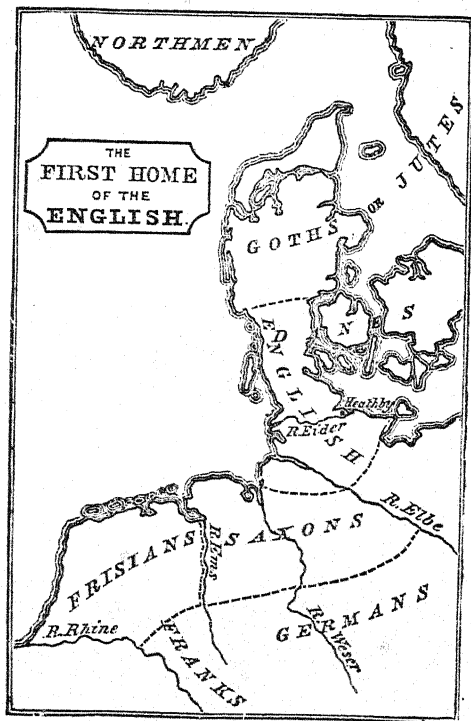 NORTHMEN
THE
FIRST HOME
OF THE
ENGLISH.
GOTHS OR JUTES
D N S
ENGLISH
Heathby
R. Eider
R. Elbe
FRISIANS
R. Ems
SAXONS
R. Rhine
FRANKS
R. Weser
GERMANS